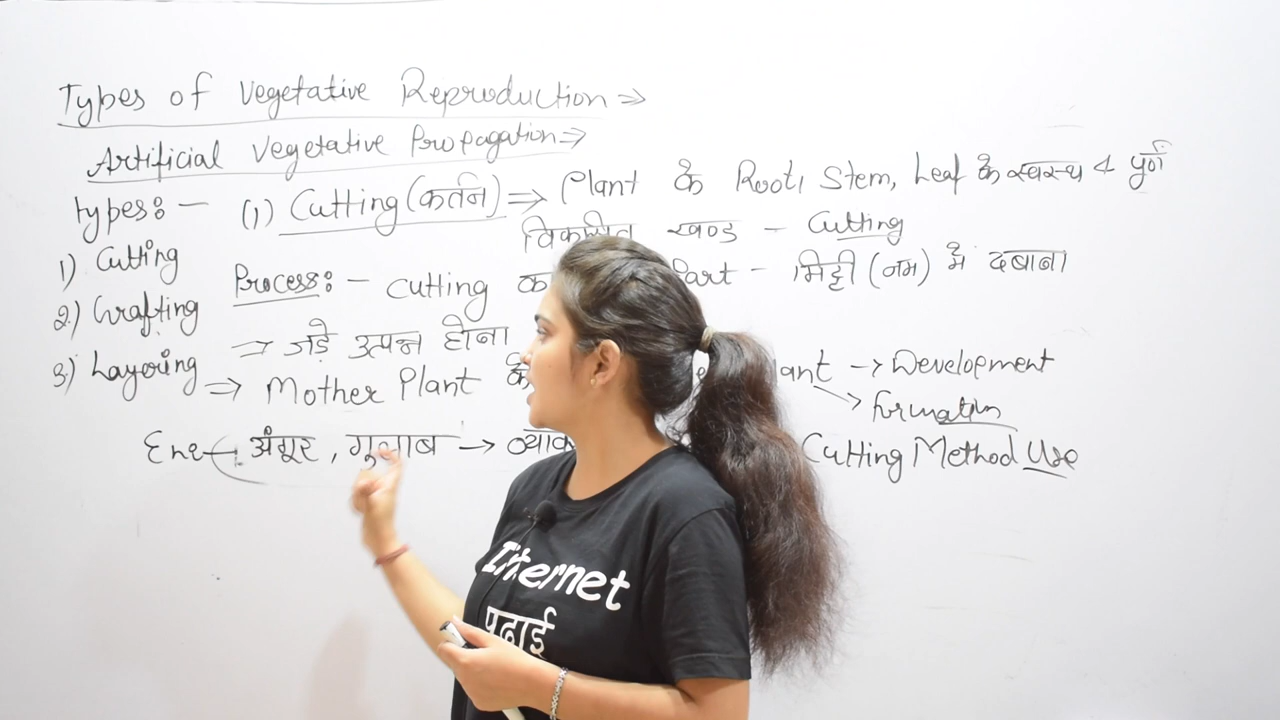 Types of Vegetative Reproduction ⇒
Artificial Vegetative Propagation ⇒
types:- (1) Cutting (कर्तन) ⇒ Plant के Root, Stem, Leaf के स्वस्थ व पूर्ण
खण्ड - Cutting
1) Cutting
Process:- Cutting Part - मिट्टी (नम) में दबाना
2) Grafting
⇒ जड़े उत्पन्न होना
3) Layering
⇒ Mother Plant → Development
→ formation
अंगूर, गुलाब → Cutting Method Use
Internet
पढ़ाई